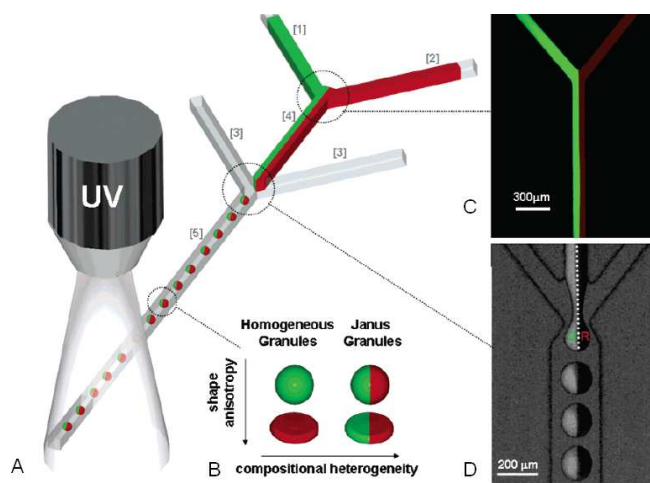 [1]
[2]
[3]
[4]
[3]
UV
[5]
A
Homogeneous Granules
Janus Granules
shape anisotropy
compositional heterogeneity
B
300μm
C
R
200 μm
D